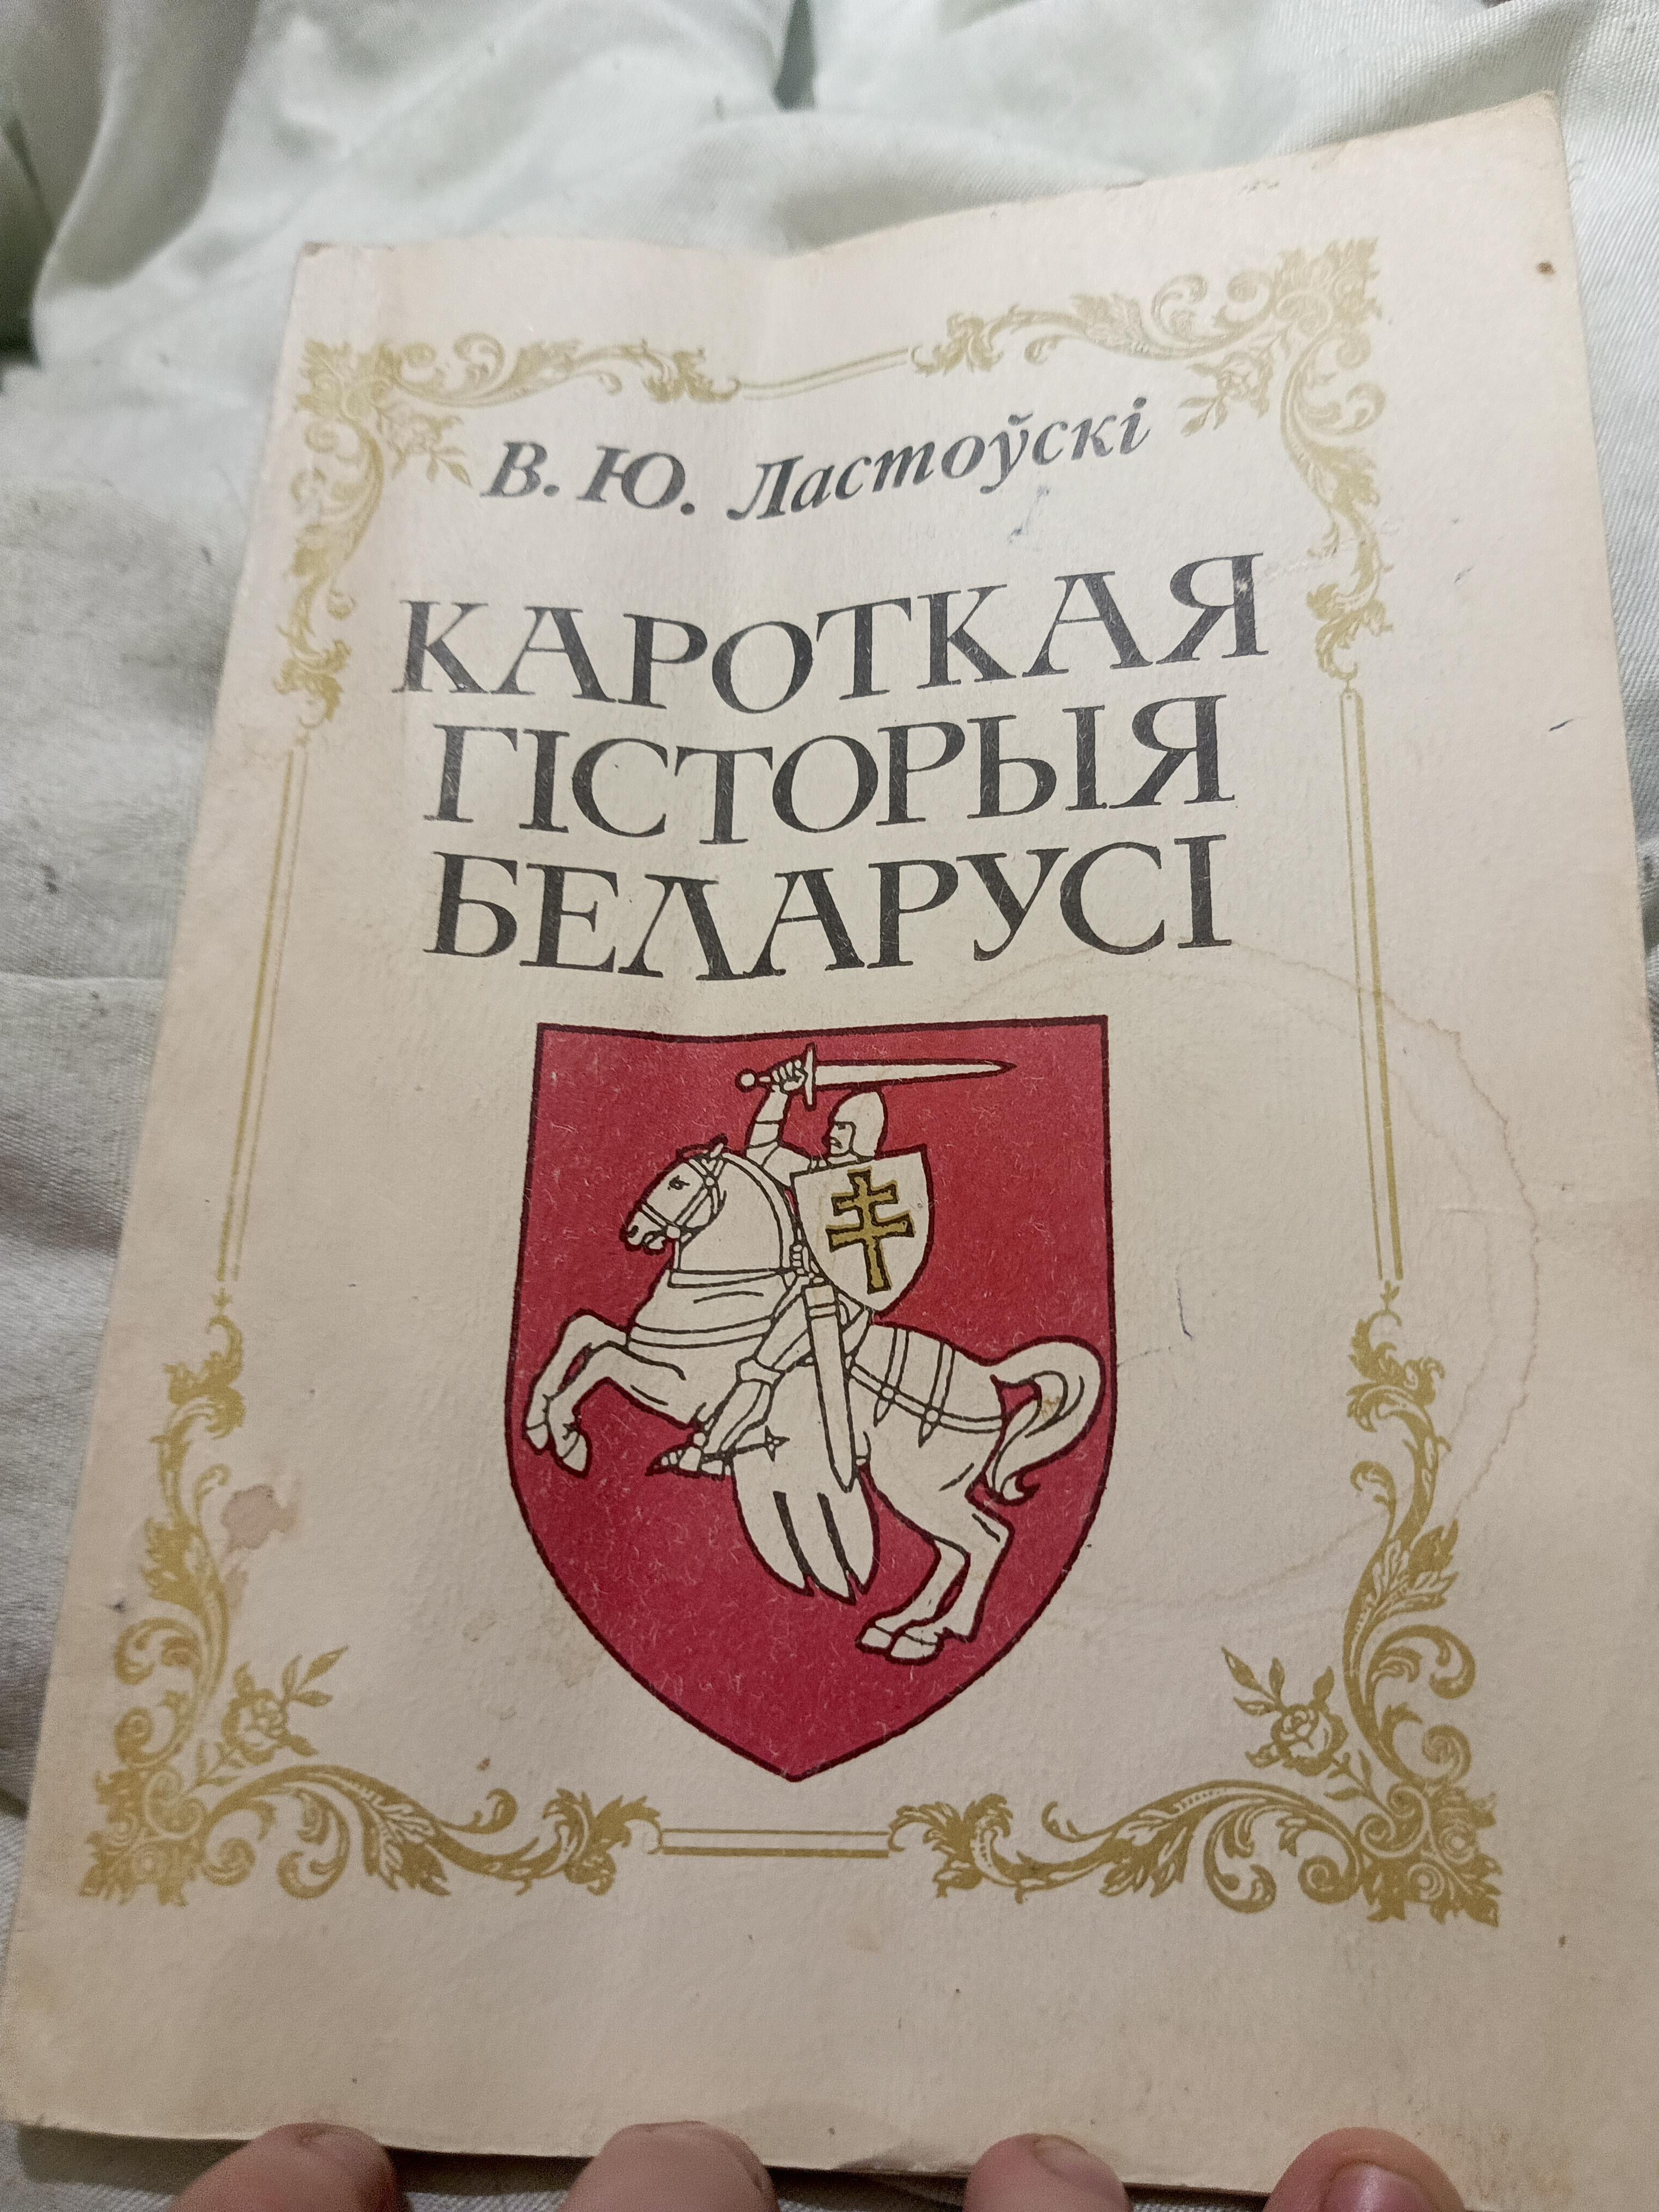 В. Ю. Ластоўскі
КАРОТКАЯ
ГІСТОРЫЯ
БЕЛАРУСІ